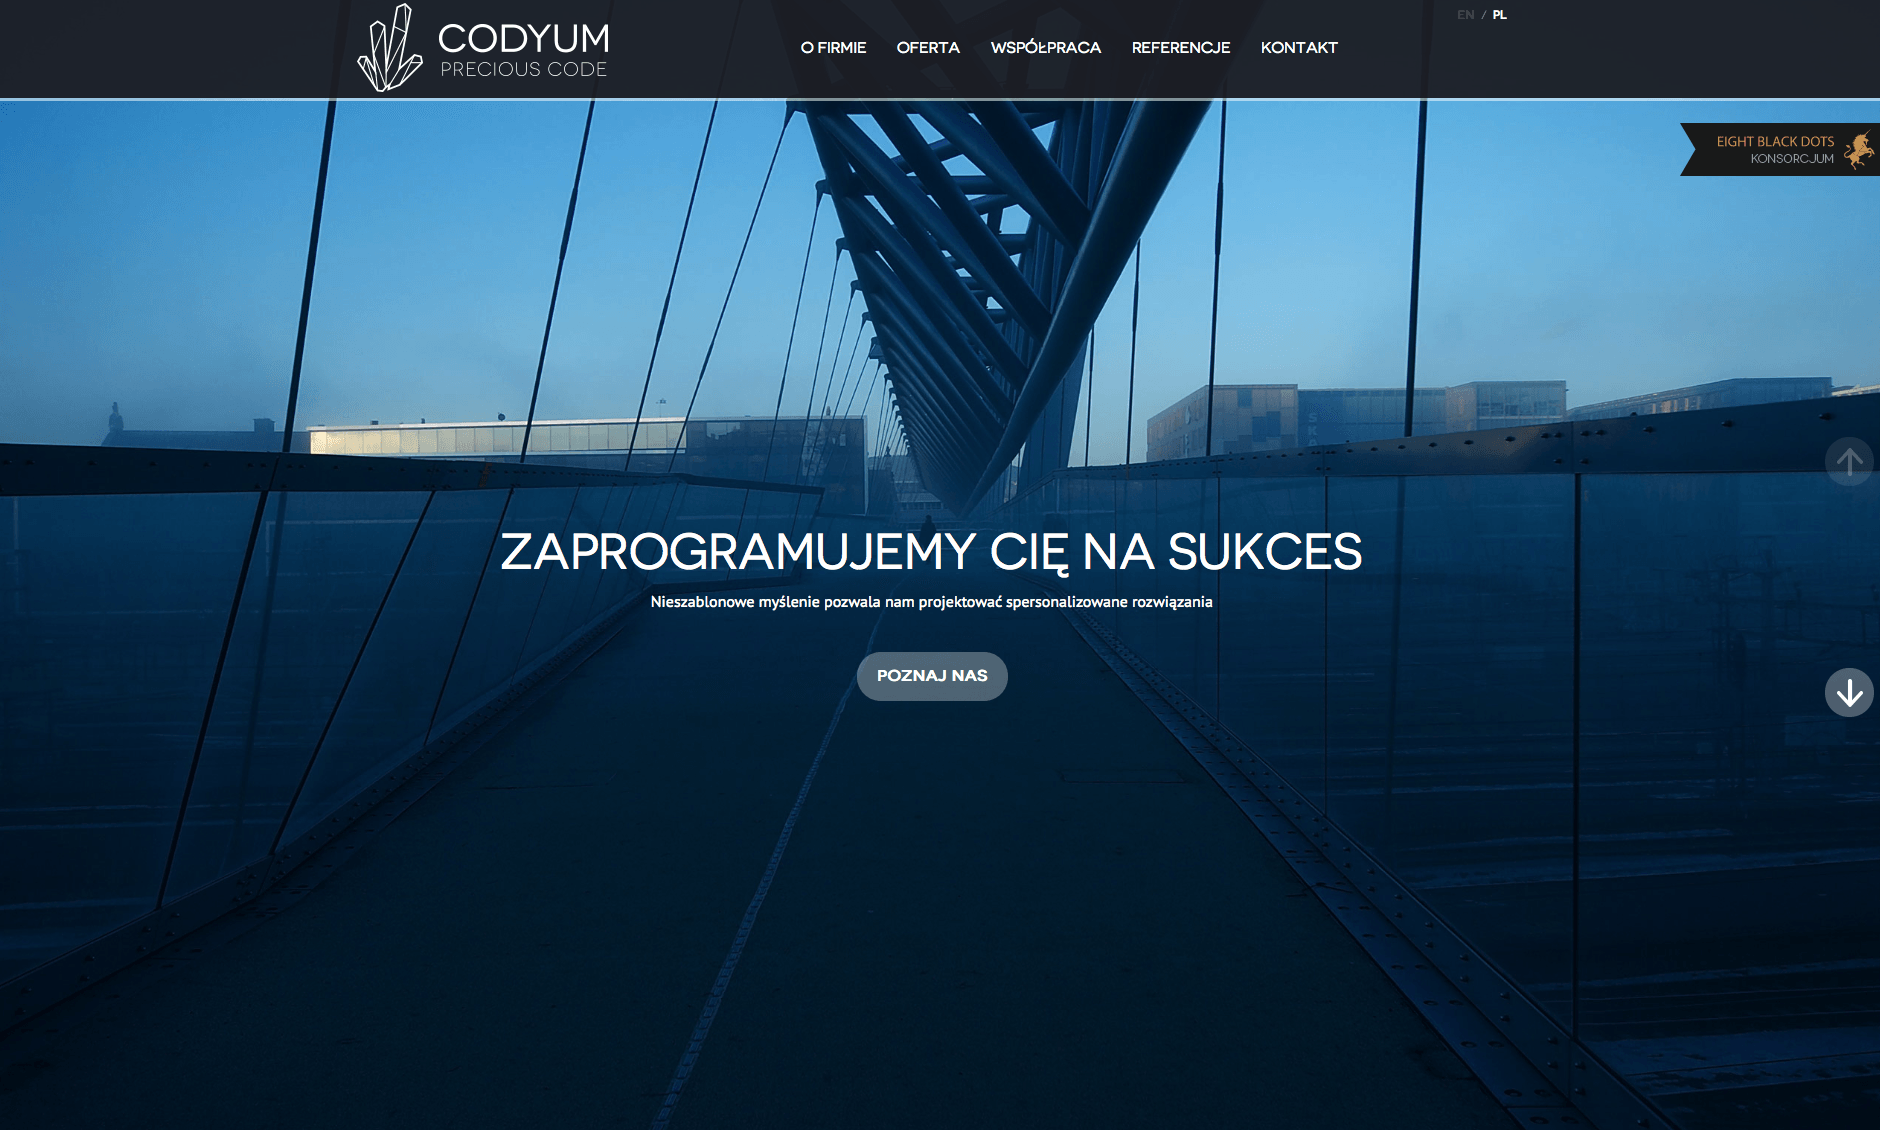 CODYUM
PRECIOUS CODE
O FIRMIE
OFERTA
WSPÓŁPRACA
REFERENCJE
KONTAKT
EN / PL
EIGHT BLACK DOTS
KONSORCJUM
ZAPROGRAMUJEMY CIĘ NA SUKCES
Nieszablonowe myślenie pozwala nam projektować spersonalizowane rozwiązania
POZNAJ NAS